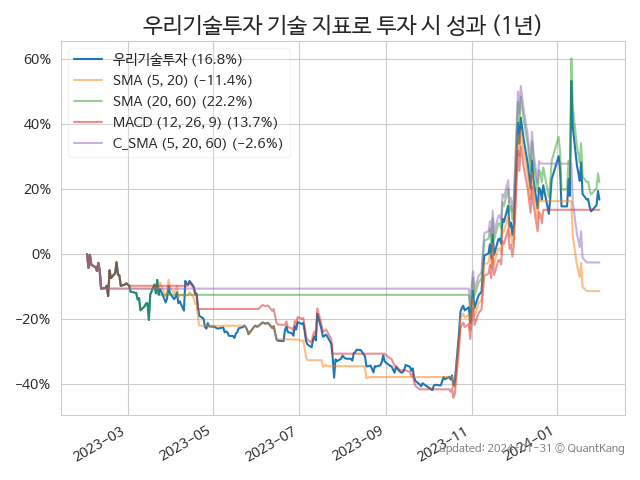 우리기술투자 기술 지표로 투자 시 성과 (1년)
60%
40%
20%
0%
−20%
−40%
우리기술투자 (16.8%)
SMA (5, 20) (−11.4%)
SMA (20, 60) (22.2%)
MACD (12, 26, 9) (13.7%)
C_SMA (5, 20, 60) (−2.6%)
2023-03
2023-05
2023-07
2023-09
2023-11
2024-01
updated: 2024-01-31 © QuantKang